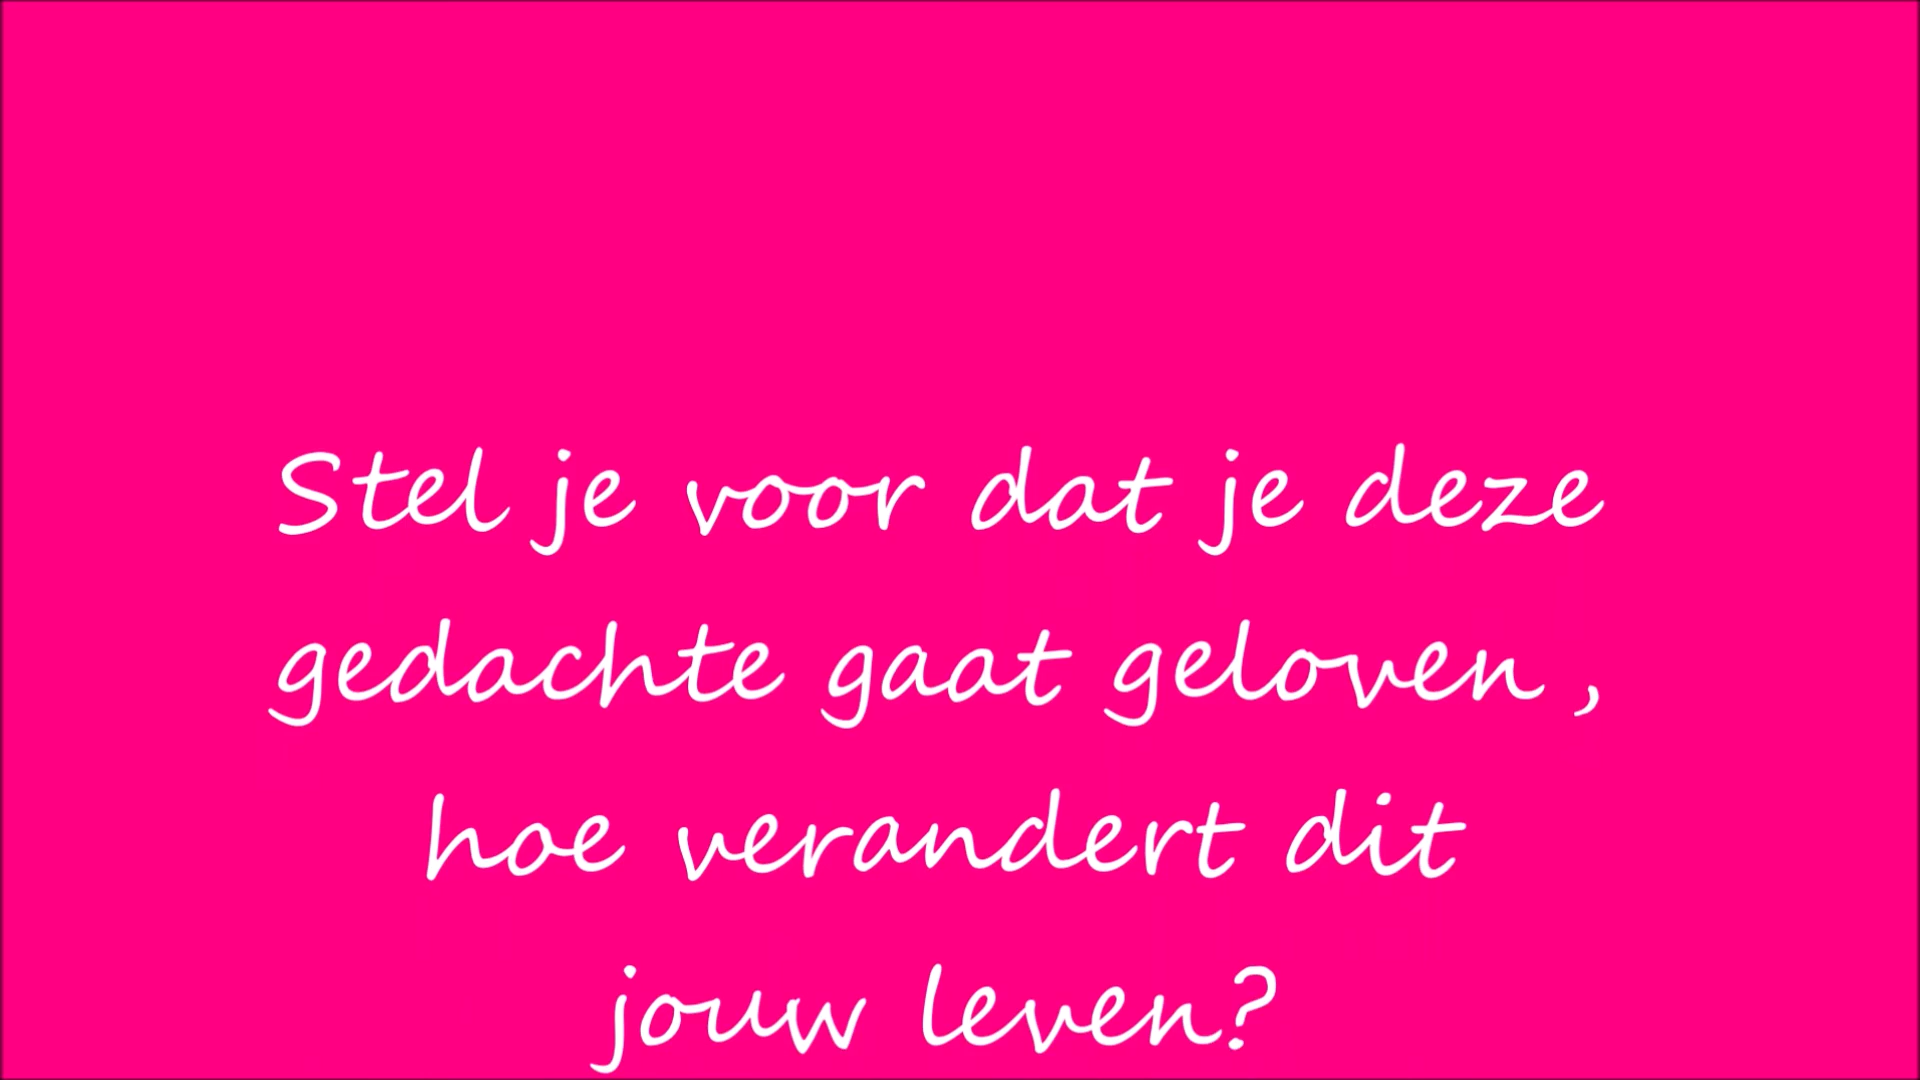 Stel je voor dat je deze
gedachte gaat geloven ,
hoe verandert dit
jouw leven?